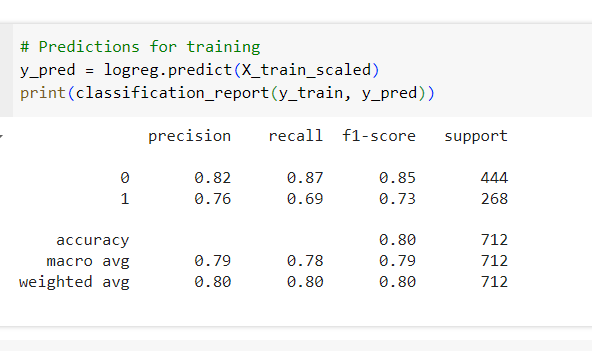 # Predictions for training
y_pred = logreg.predict(X_train_scaled)
print(classification_report(y_train, y_pred))
precision recall f1-score support
0 0.82 0.87 0.85 444
1 0.76 0.69 0.73 268
accuracy 0.80 712
macro avg 0.79 0.78 0.79 712
weighted avg 0.80 0.80 0.80 712